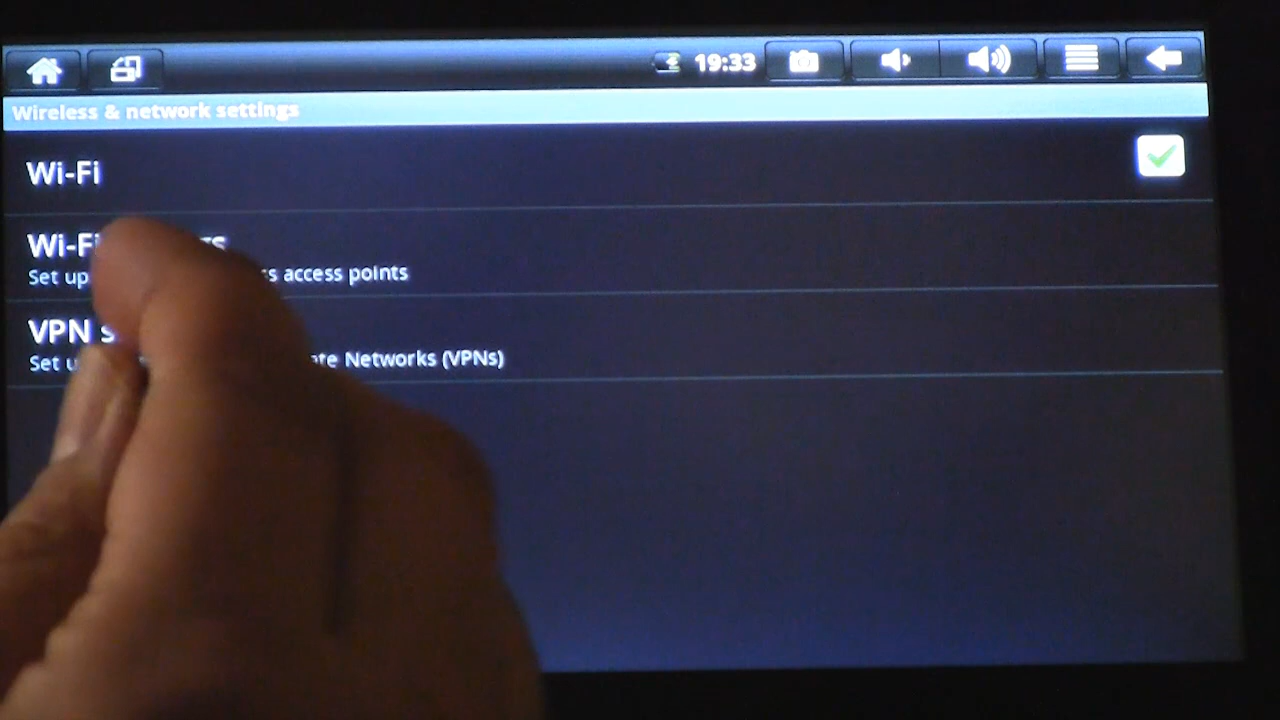 19:33
Wireless & network settings
Wi-Fi
Wi-Fi
Set up access points
VPN
Set Networks (VPNs)